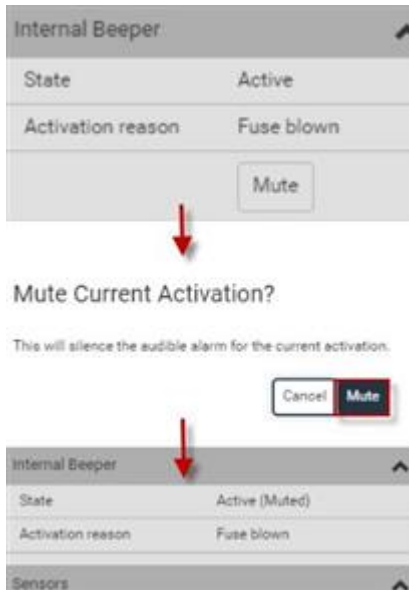 Internal Beeper
State Active
Activation reason Fuse blown
Mute
Mute Current Activation?
This will silence the audible alarm for the current activation.
Cancel Mute
Internal Beeper
State Active (Muted)
Activation reason Fuse blown
Sensors